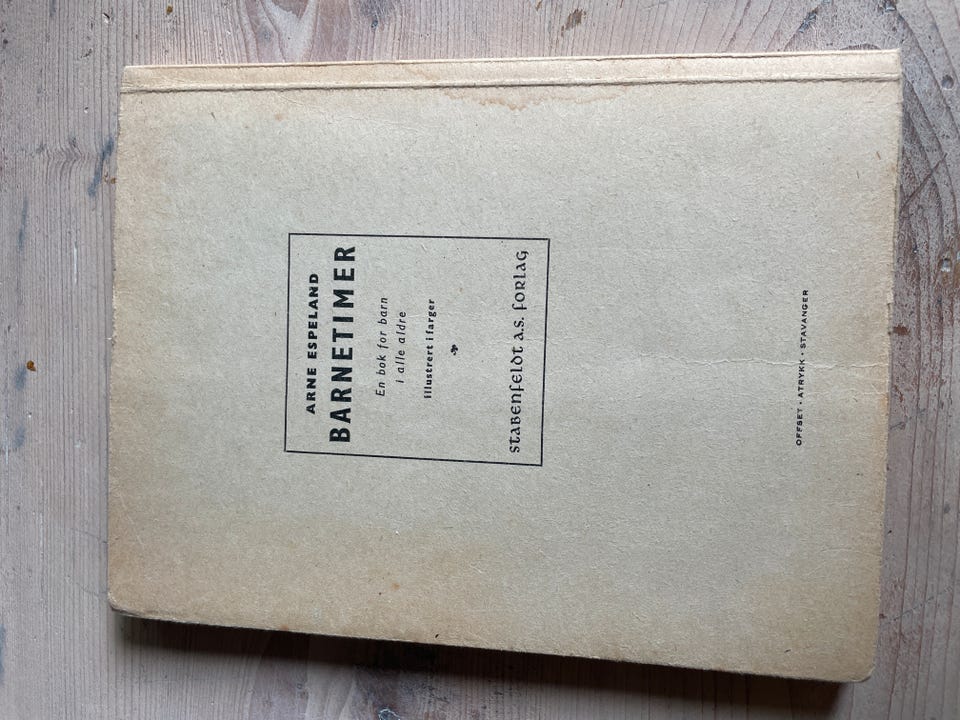 ARNE ESPELAND
BARNETIMER
En bok for barn
i alle aldre
Illustrert i farger
STABENFELDT A.S. FORLAG
OFFSET • ATRYKK • STAVANGER